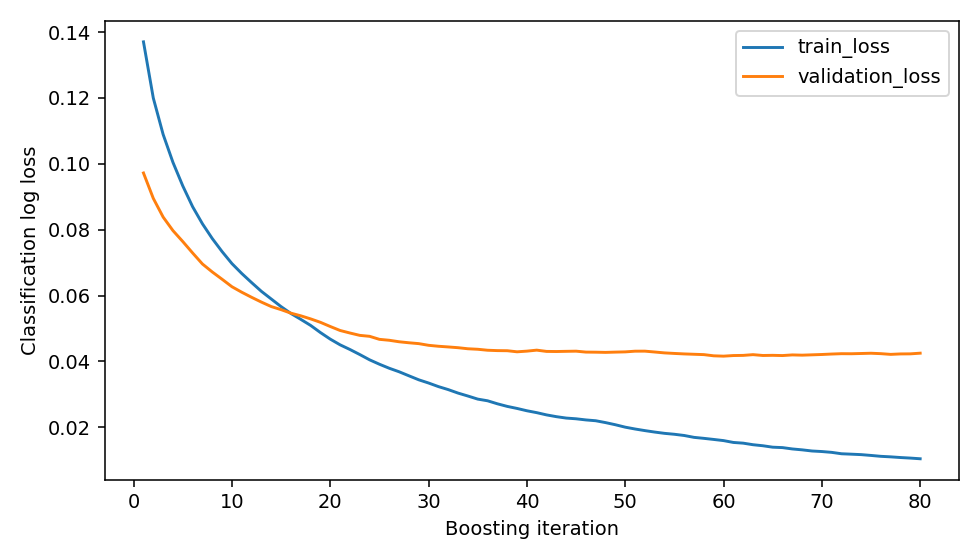 0.14
0.12
0.10
0.08
0.06
0.04
0.02
Classification log loss
train_loss
validation_loss
0 10 20 30 40 50 60 70 80
Boosting iteration